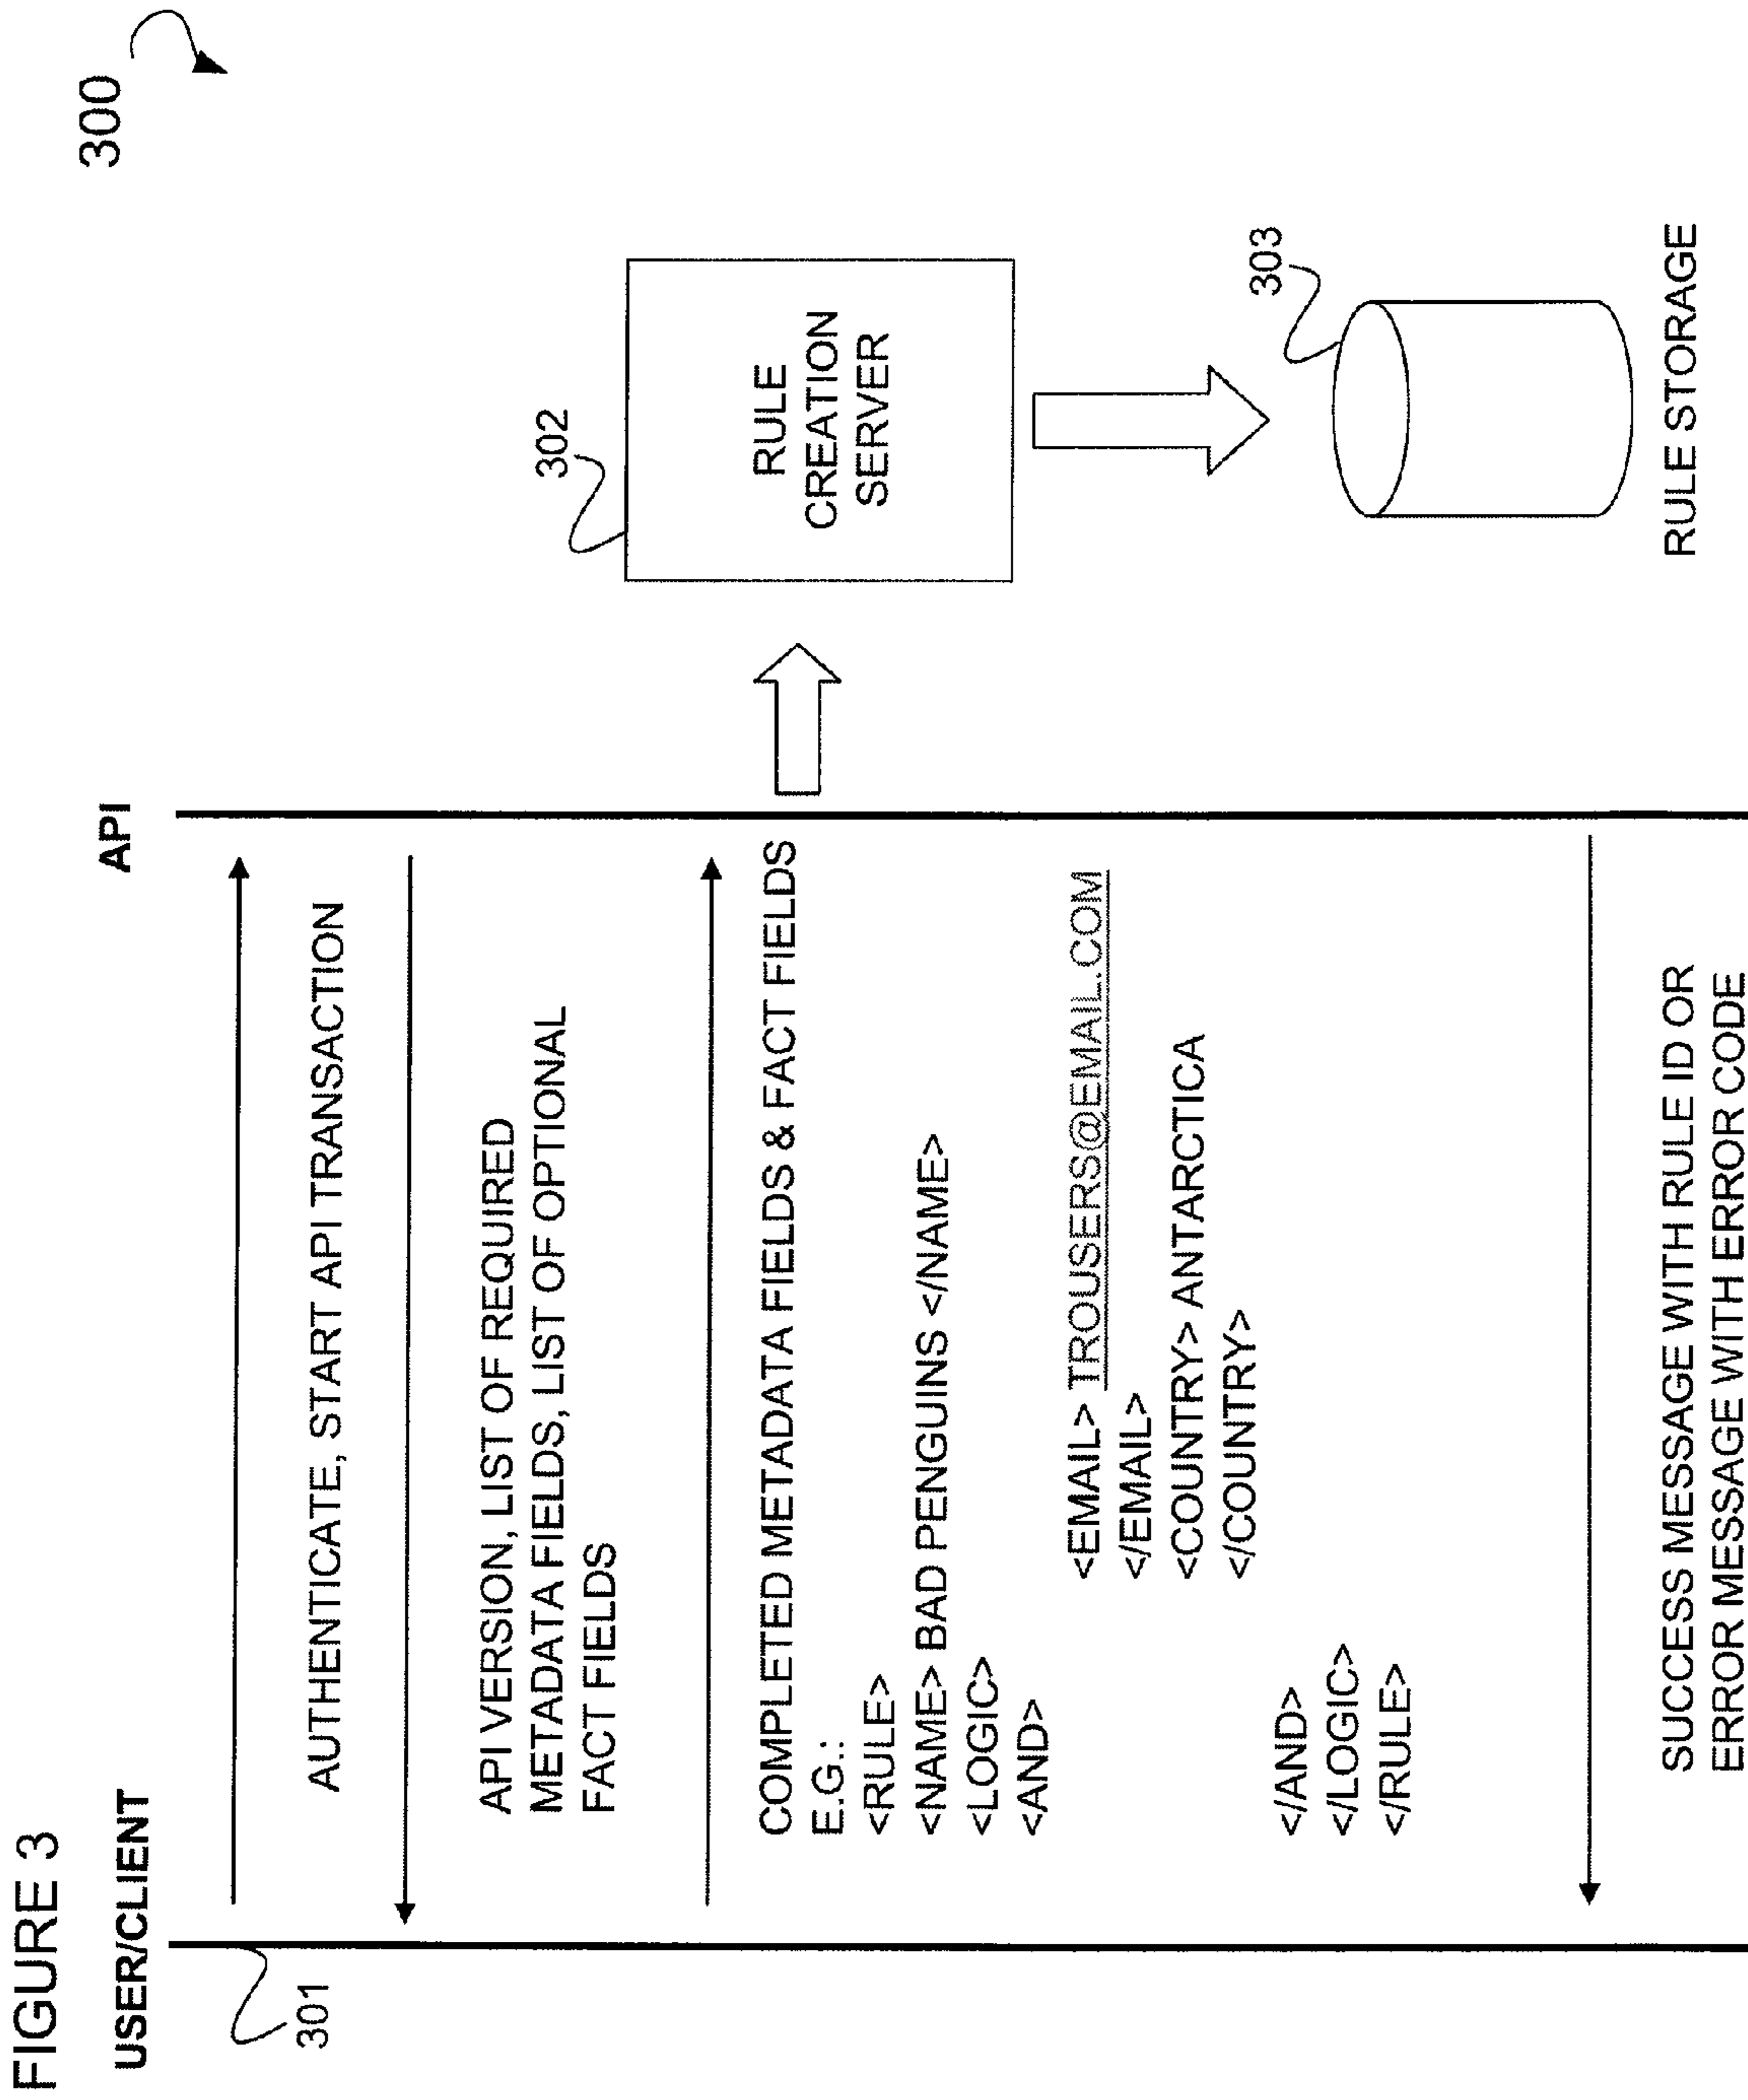 FIGURE 3
300
USER/CLIENT
API
301
AUTHENTICATE, START API TRANSACTION
API VERSION, LIST OF REQUIRED
METADATA FIELDS, LIST OF OPTIONAL
FACT FIELDS
COMPLETED METADATA FIELDS & FACT FIELDS
E.G.:
<RULE>
<NAME> BAD PENGUINS </NAME>
<LOGIC>
<AND>
<EMAIL> TROUSERS@EMAIL.COM
</EMAIL>
<COUNTRY> ANTARCTICA
</COUNTRY>
</AND>
</LOGIC>
</RULE>
SUCCESS MESSAGE WITH RULE ID OR
ERROR MESSAGE WITH ERROR CODE
302
RULE
CREATION
SERVER
303
RULE STORAGE